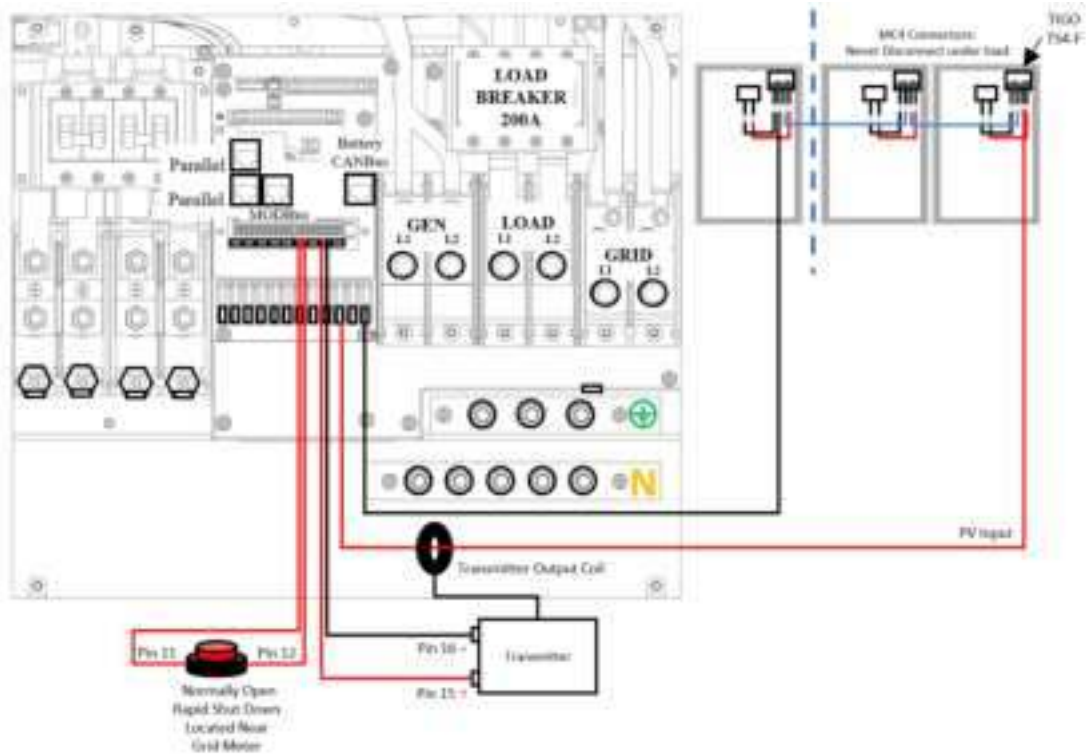 TIGO
TS4-F
MC4 Connectors:
Never Disconnect under load
LOAD
BREAKER
200A
Battery
CANBus
Parallel
Parallel
MODBus
GEN
L1 L2
LOAD
L1 L2
GRID
L1 L2
N
PV Input
Transmitter Output Coil
Pin 11
Pin 12
Pin 16 -
Transmitter
Pin 15 +
Normally Open
Rapid Shut Down
Located Near
Grid Meter